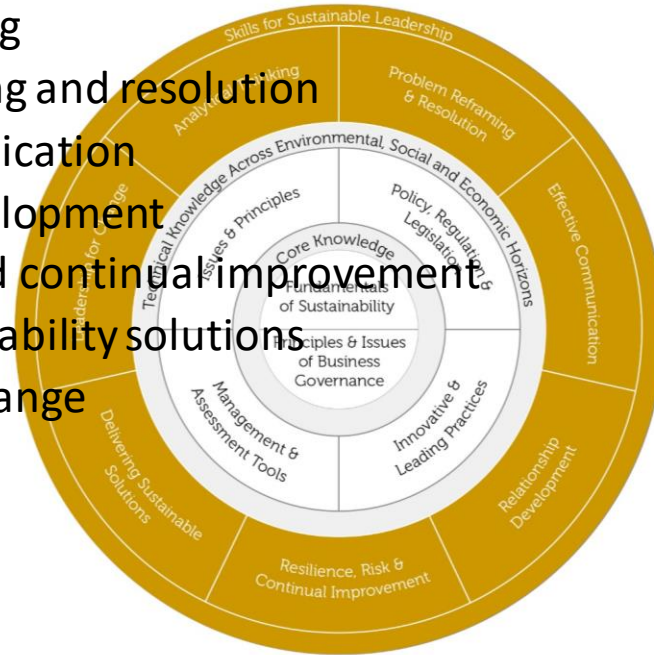 g
g and resolution
ication
lopment
d continual improvement
ability solutions
ange
Skills for Sustainable Leadership
Analytical Thinking
Problem Reframing
& Resolution
Effective Communication
Relationship
Development
Resilience, Risk &
Continual Improvement
Delivering Sustainable
Solutions
Leadership for Change
Technical Knowledge Across Environmental, Social and Economic Horizons
Issues & Principles
Policy, Regulation &
Legislation
Innovative &
Leading Practices
Management &
Assessment Tools
Core Knowledge
Fundamentals
of Sustainability
Principles & Issues
of Business
Governance